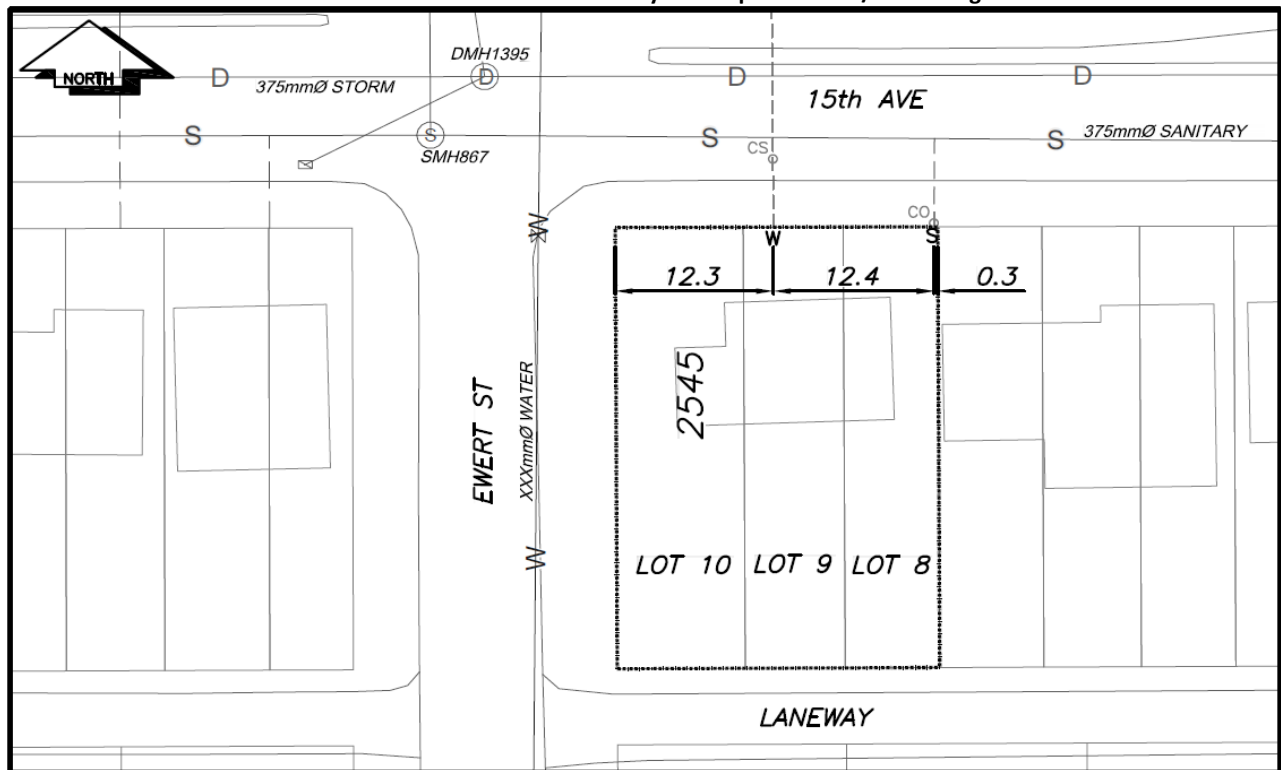 DMH1395
NORTH
D
375mmØ STORM
D
D
D
15th AVE
S
S
S
S
375mmØ SANITARY
SMH867
CS
CO
W
W
S
12.3
12.4
0.3
2545
EWERT ST
XXXmmØ WATER
W
LOT 10
LOT 9
LOT 8
LANEWAY